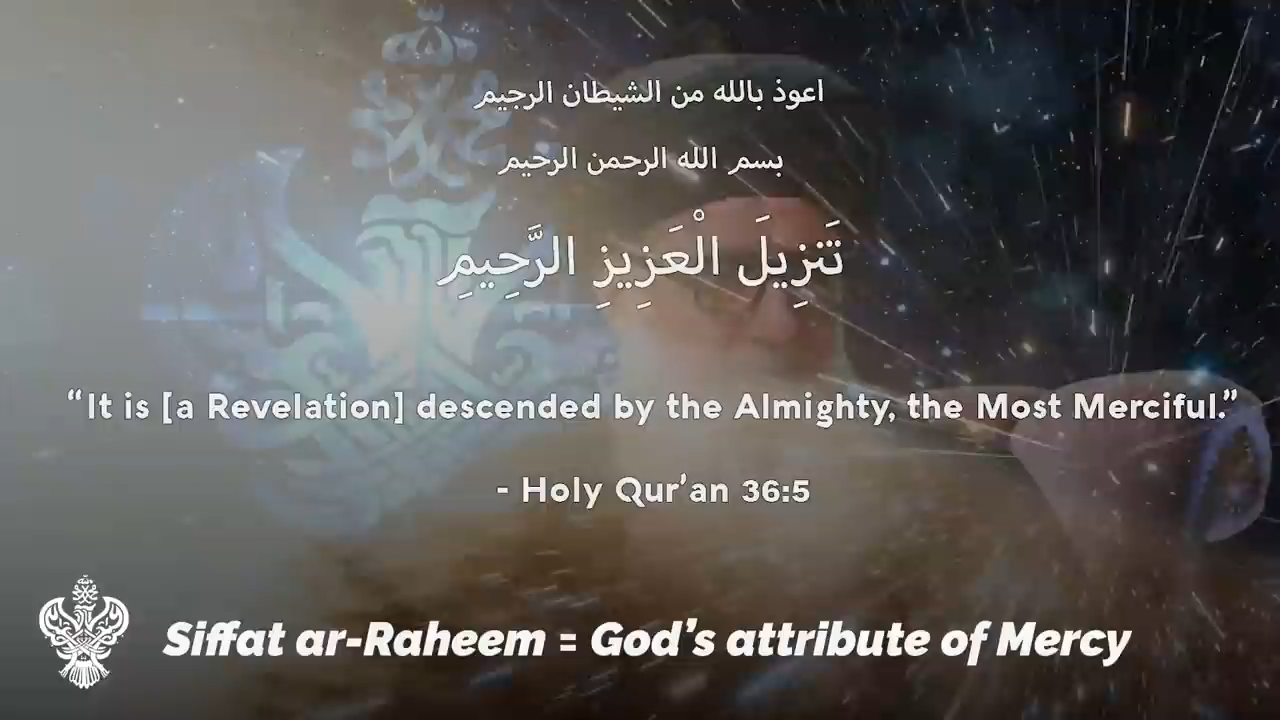 اعوذ بالله من الشيطان الرجيم
بسم الله الرحمن الرحيم
تَنزِيلَ الْعَزِيزِ الرَّحِيمِ
“It is [a Revelation] descended by the Almighty, the Most Merciful.”
- Holy Qur’an 36:5
Siffat ar-Raheem = God’s attribute of Mercy